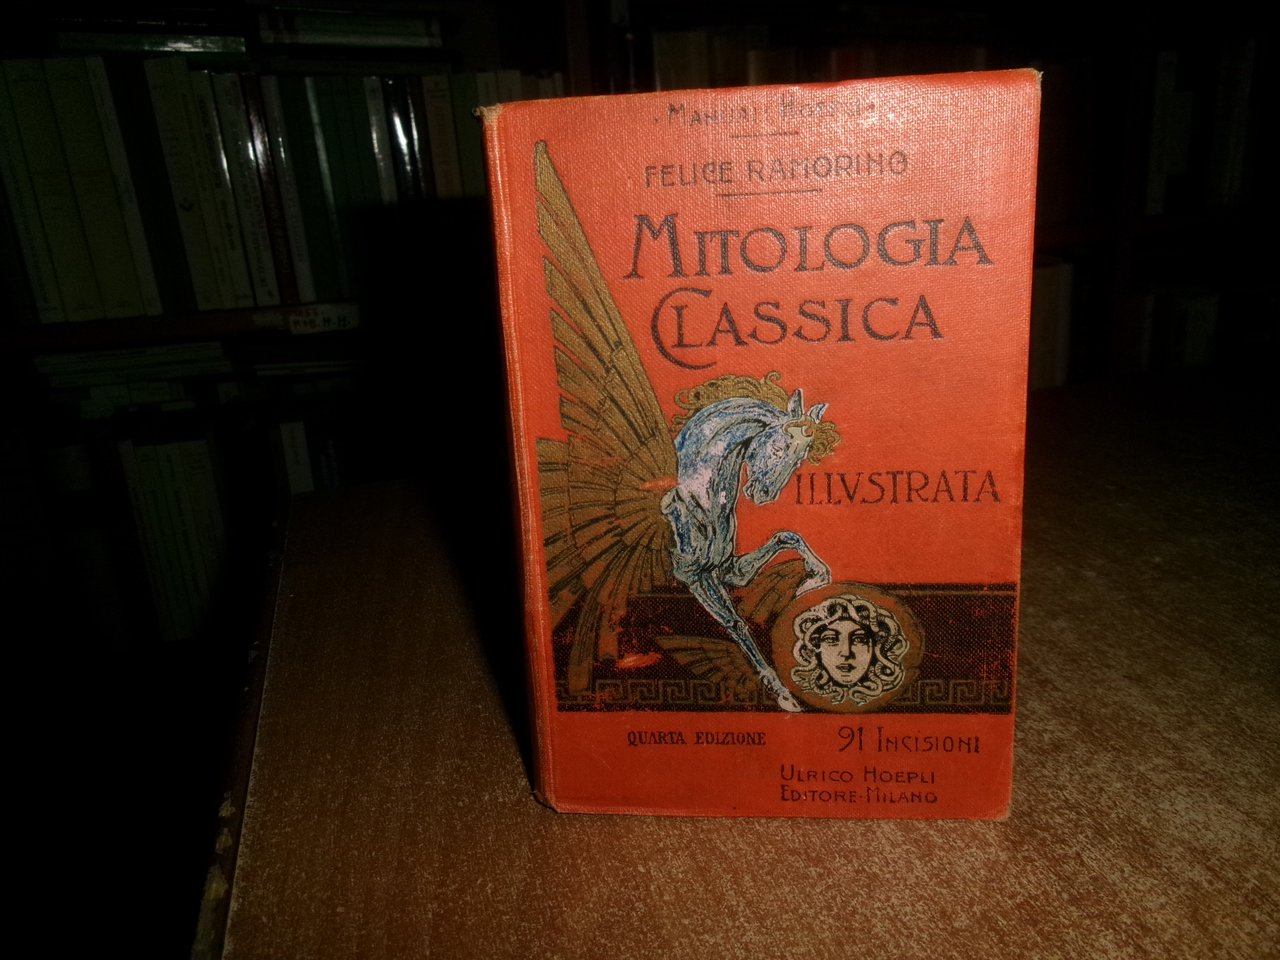 MANUALI HOEPLI
FELICE RAMORINO
MITOLOGIA
CLASSICA
ILLVSTRATA
QUARTA EDIZIONE
91 INCISIONI
ULRICO HOEPLI
EDITORE-MILANO